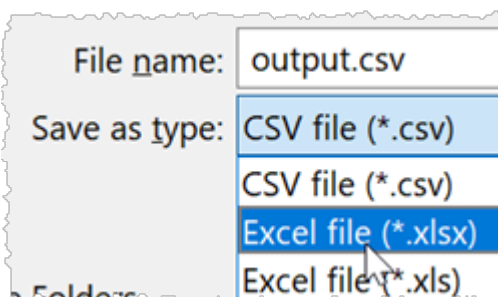 File name: output.csv
Save as type: CSV file (*.csv)
CSV file (*.csv)
Excel file (*.xlsx)
Excel file (*.xls)
Folders